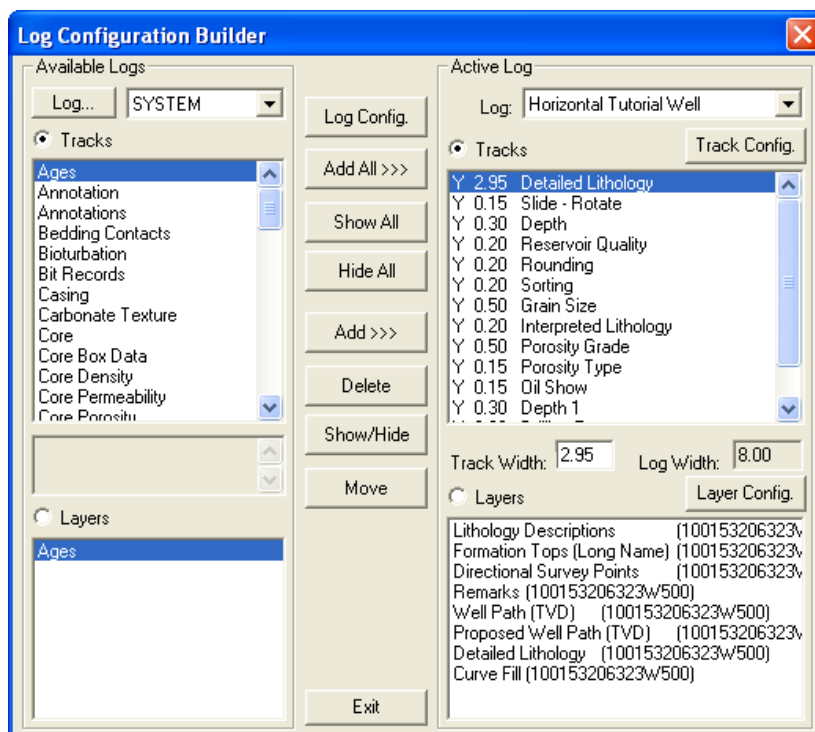 Log Configuration Builder
Available Logs
Log...
SYSTEM
Tracks
Ages
Annotation
Annotations
Bedding Contacts
Bioturbation
Bit Records
Casing
Carbonate Texture
Core
Core Box Data
Core Density
Core Permeability
Core Porosity
Layers
Ages
Log Config.
Add All >>>
Show All
Hide All
Add >>>
Delete
Show/Hide
Move
Exit
Active Log
Log: Horizontal Tutorial Well
Tracks
Track Config.
Y 2.95 Detailed Lithology
Y 0.15 Slide - Rotate
Y 0.30 Depth
Y 0.20 Reservoir Quality
Y 0.20 Rounding
Y 0.20 Sorting
Y 0.50 Grain Size
Y 0.20 Interpreted Lithology
Y 0.50 Porosity Grade
Y 0.15 Porosity Type
Y 0.15 Oil Show
Y 0.30 Depth 1
Track Width: 2.95 Log Width: 8.00
Layers
Layer Config.
Lithology Descriptions (100153206323W
Formation Tops (Long Name) (100153206323W
Directional Survey Points (100153206323W
Remarks (100153206323W500)
Well Path (TVD) (100153206323W500)
Proposed Well Path (TVD) (100153206323W
Detailed Lithology (100153206323W500)
Curve Fill (100153206323W500)